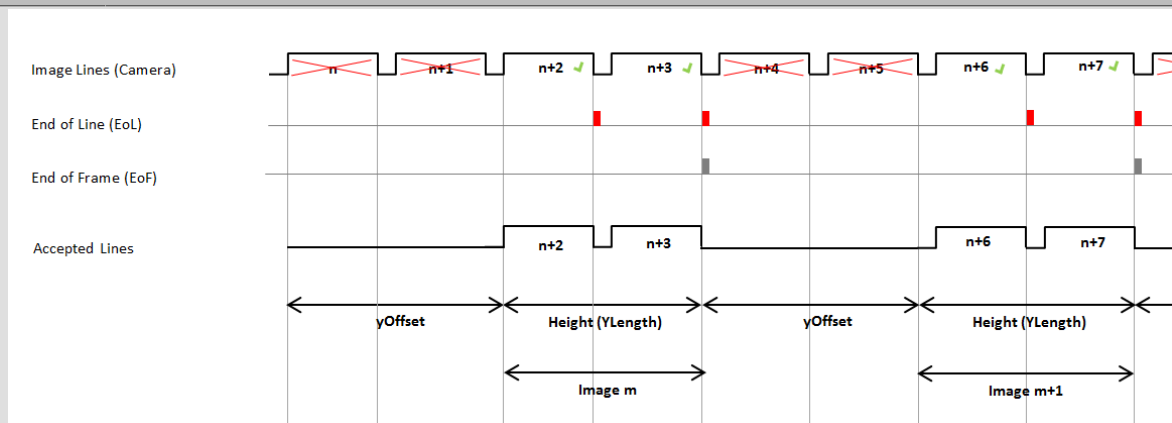 Image Lines (Camera)
n
n+1
n+2
n+3
n+4
n+5
n+6
n+7
End of Line (EoL)
End of Frame (EoF)
Accepted Lines
n+2
n+3
n+6
n+7
yOffset
Height (YLength)
yOffset
Height (YLength)
Image m
Image m+1